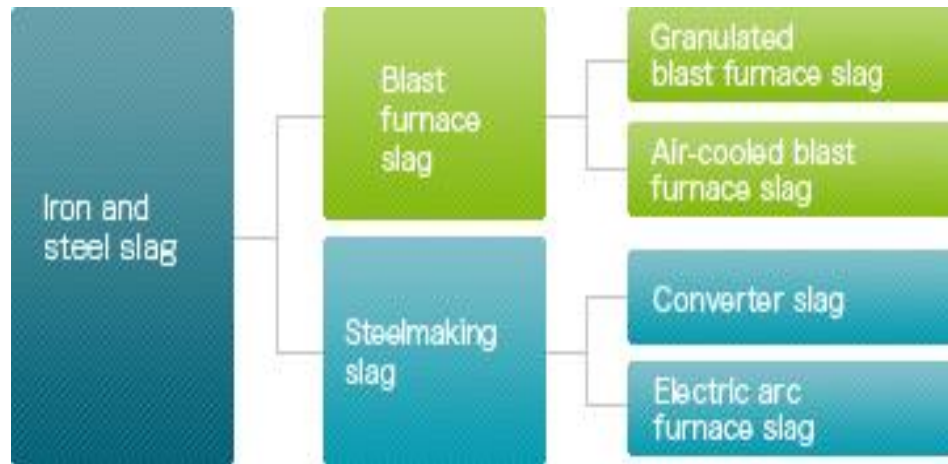 Iron and
steel slag
Blast
furnace
slag
Steelmaking
slag
Granulated
blast furnace slag
Air-cooled blast
furnace slag
Converter slag
Electric arc
furnace slag